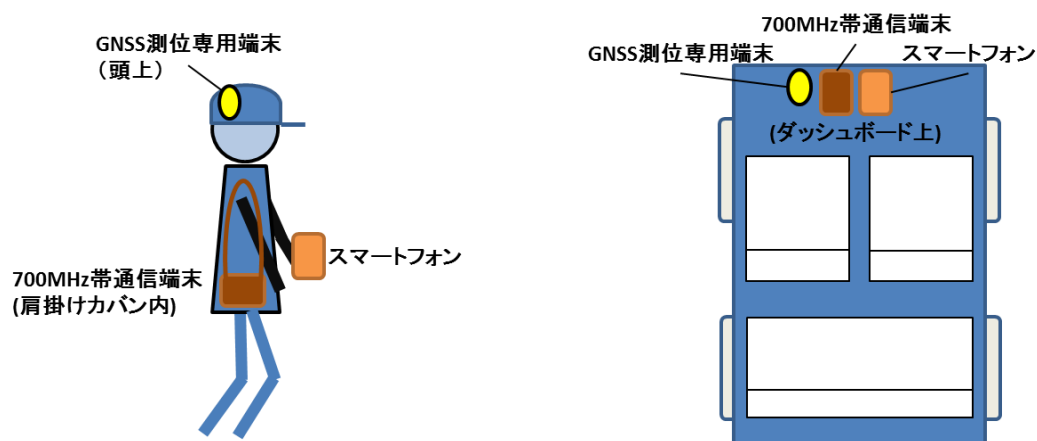 GNSS測位専用端末
（頭上）
スマートフォン
700MHz帯通信端末
(肩掛けカバン内)
700MHz帯通信端末
GNSS測位専用端末
スマートフォン
(ダッシュボード上)